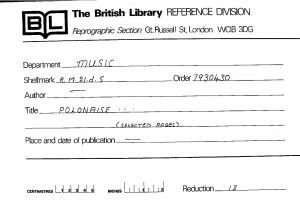 BL The British Library REFERENCE DIVISION
Reprographic Section Gt.Russell St, London WC1B 3DG
Department MUSIC
Shelfmark R.M.21.d.5 Order 7930430
Author —
Title POLONAISE ...
(SELECTED PAGES)
Place and date of publication —
CENTIMETRES 1 2 3 4 5 INCHES 1 2 Reduction 12